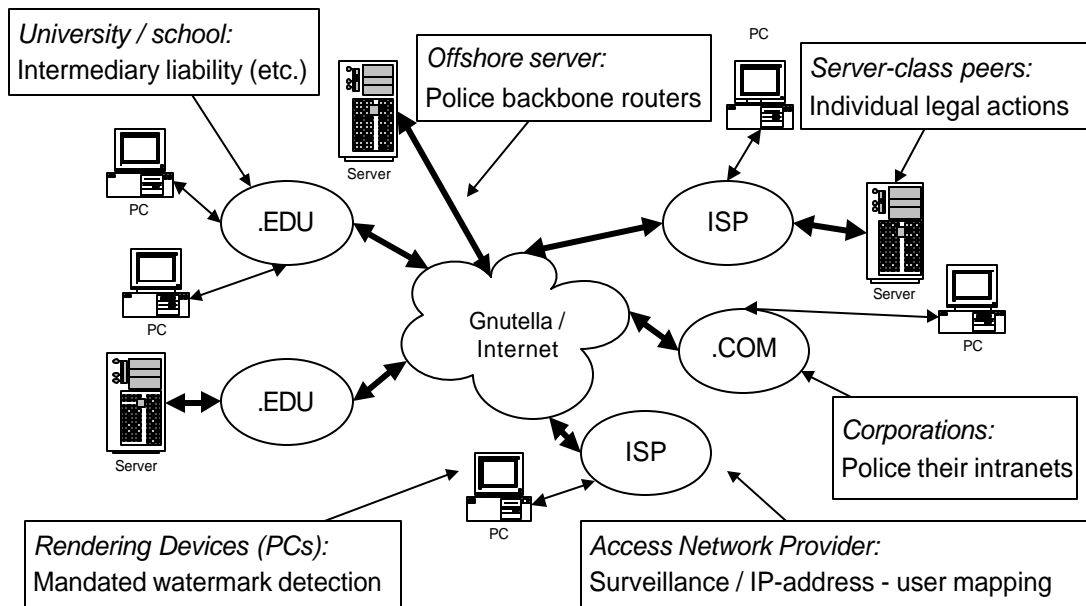 University / school:
Intermediary liability (etc.)
Offshore server:
Police backbone routers
PC
Server-class peers:
Individual legal actions
Server
PC
.EDU
ISP
Server
PC
Gnutella /
Internet
.COM
PC
.EDU
Server
ISP
Corporations:
Police their intranets
PC
Rendering Devices (PCs):
Mandated watermark detection
Access Network Provider:
Surveillance / IP-address - user mapping